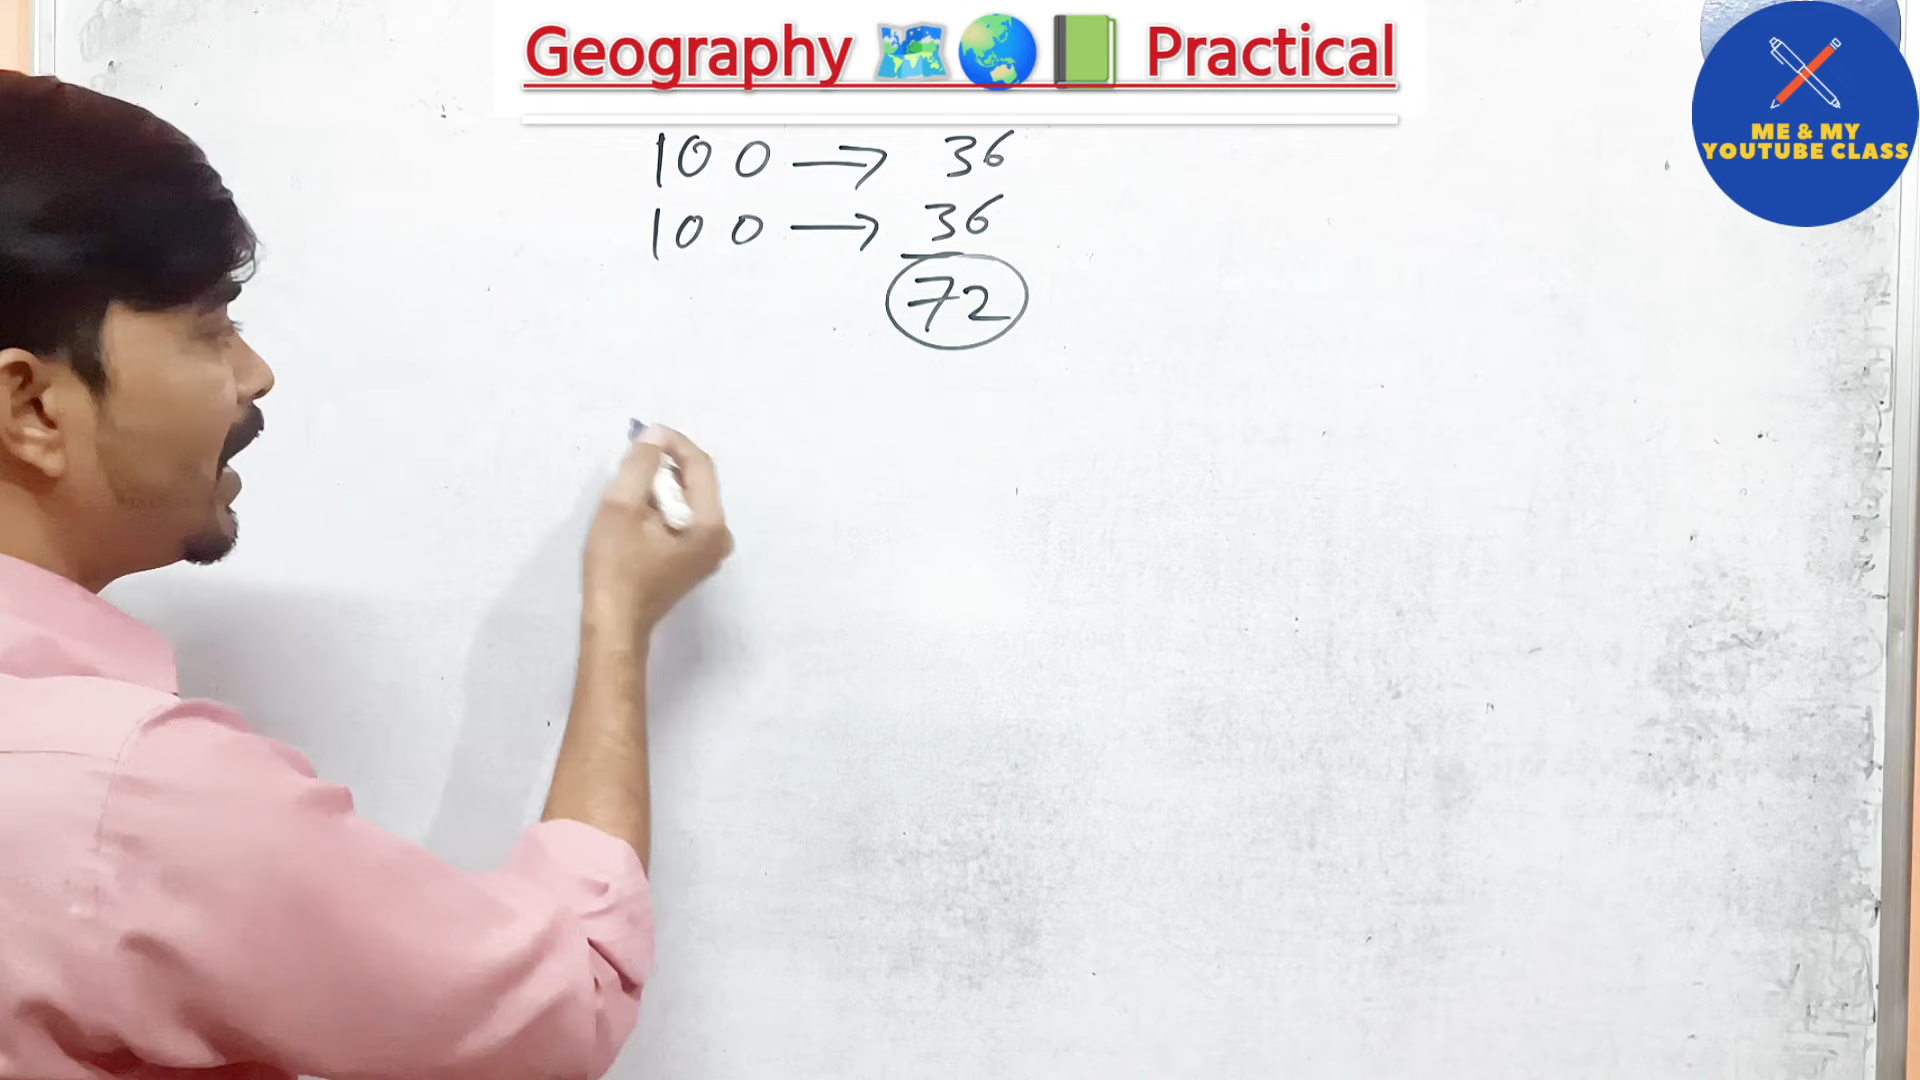 Geography 🗺️🌏📗 Practical
100 → 36
100 → 36
72
ME & MY
YOUTUBE CLASS